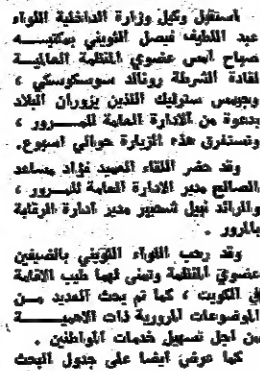 استقبل وكيل وزارة الداخلية اللواء
عبد اللطيف فيصل الثويني بمكتبه
صباح أمس عضوي المنظمة العالمية
لقادة الشرطة رونالد سوسكوسكي ،
وجيمس ستوليك اللذين يزوران البلاد
بدعوة من الادارة العامة للمرور ،
وتستغرق هذه الزيارة حوالي اسبوع.
وقد حضر اللقاء العميد فؤاد مساعد
الصالح مدير الادارة العامة للمرور ،
والرائد نبيل شعيبر مدير ادارة الرقابة
بالمرور .
وقد رحب اللواء الثويني بالضيفين
عضوي المنظمة وتمنى لهما طيب الاقامة
في الكويت ، كما تم بحث العديد من
الموضوعات المرورية ذات الاهمية
من اجل تسهيل خدمات المواطنين .
كما عرض ايضا على جدول البحث